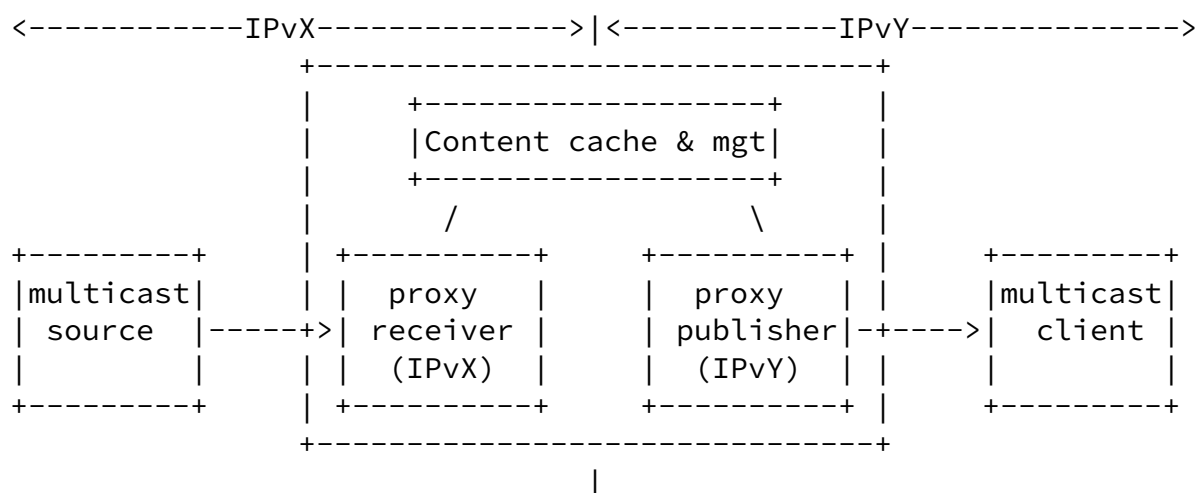 <------------IPvX-------------->|<------------IPvY--------------->
Content cache & mgt
multicast proxy proxy multicast
source receiver publisher client
(IPvX) (IPvY)